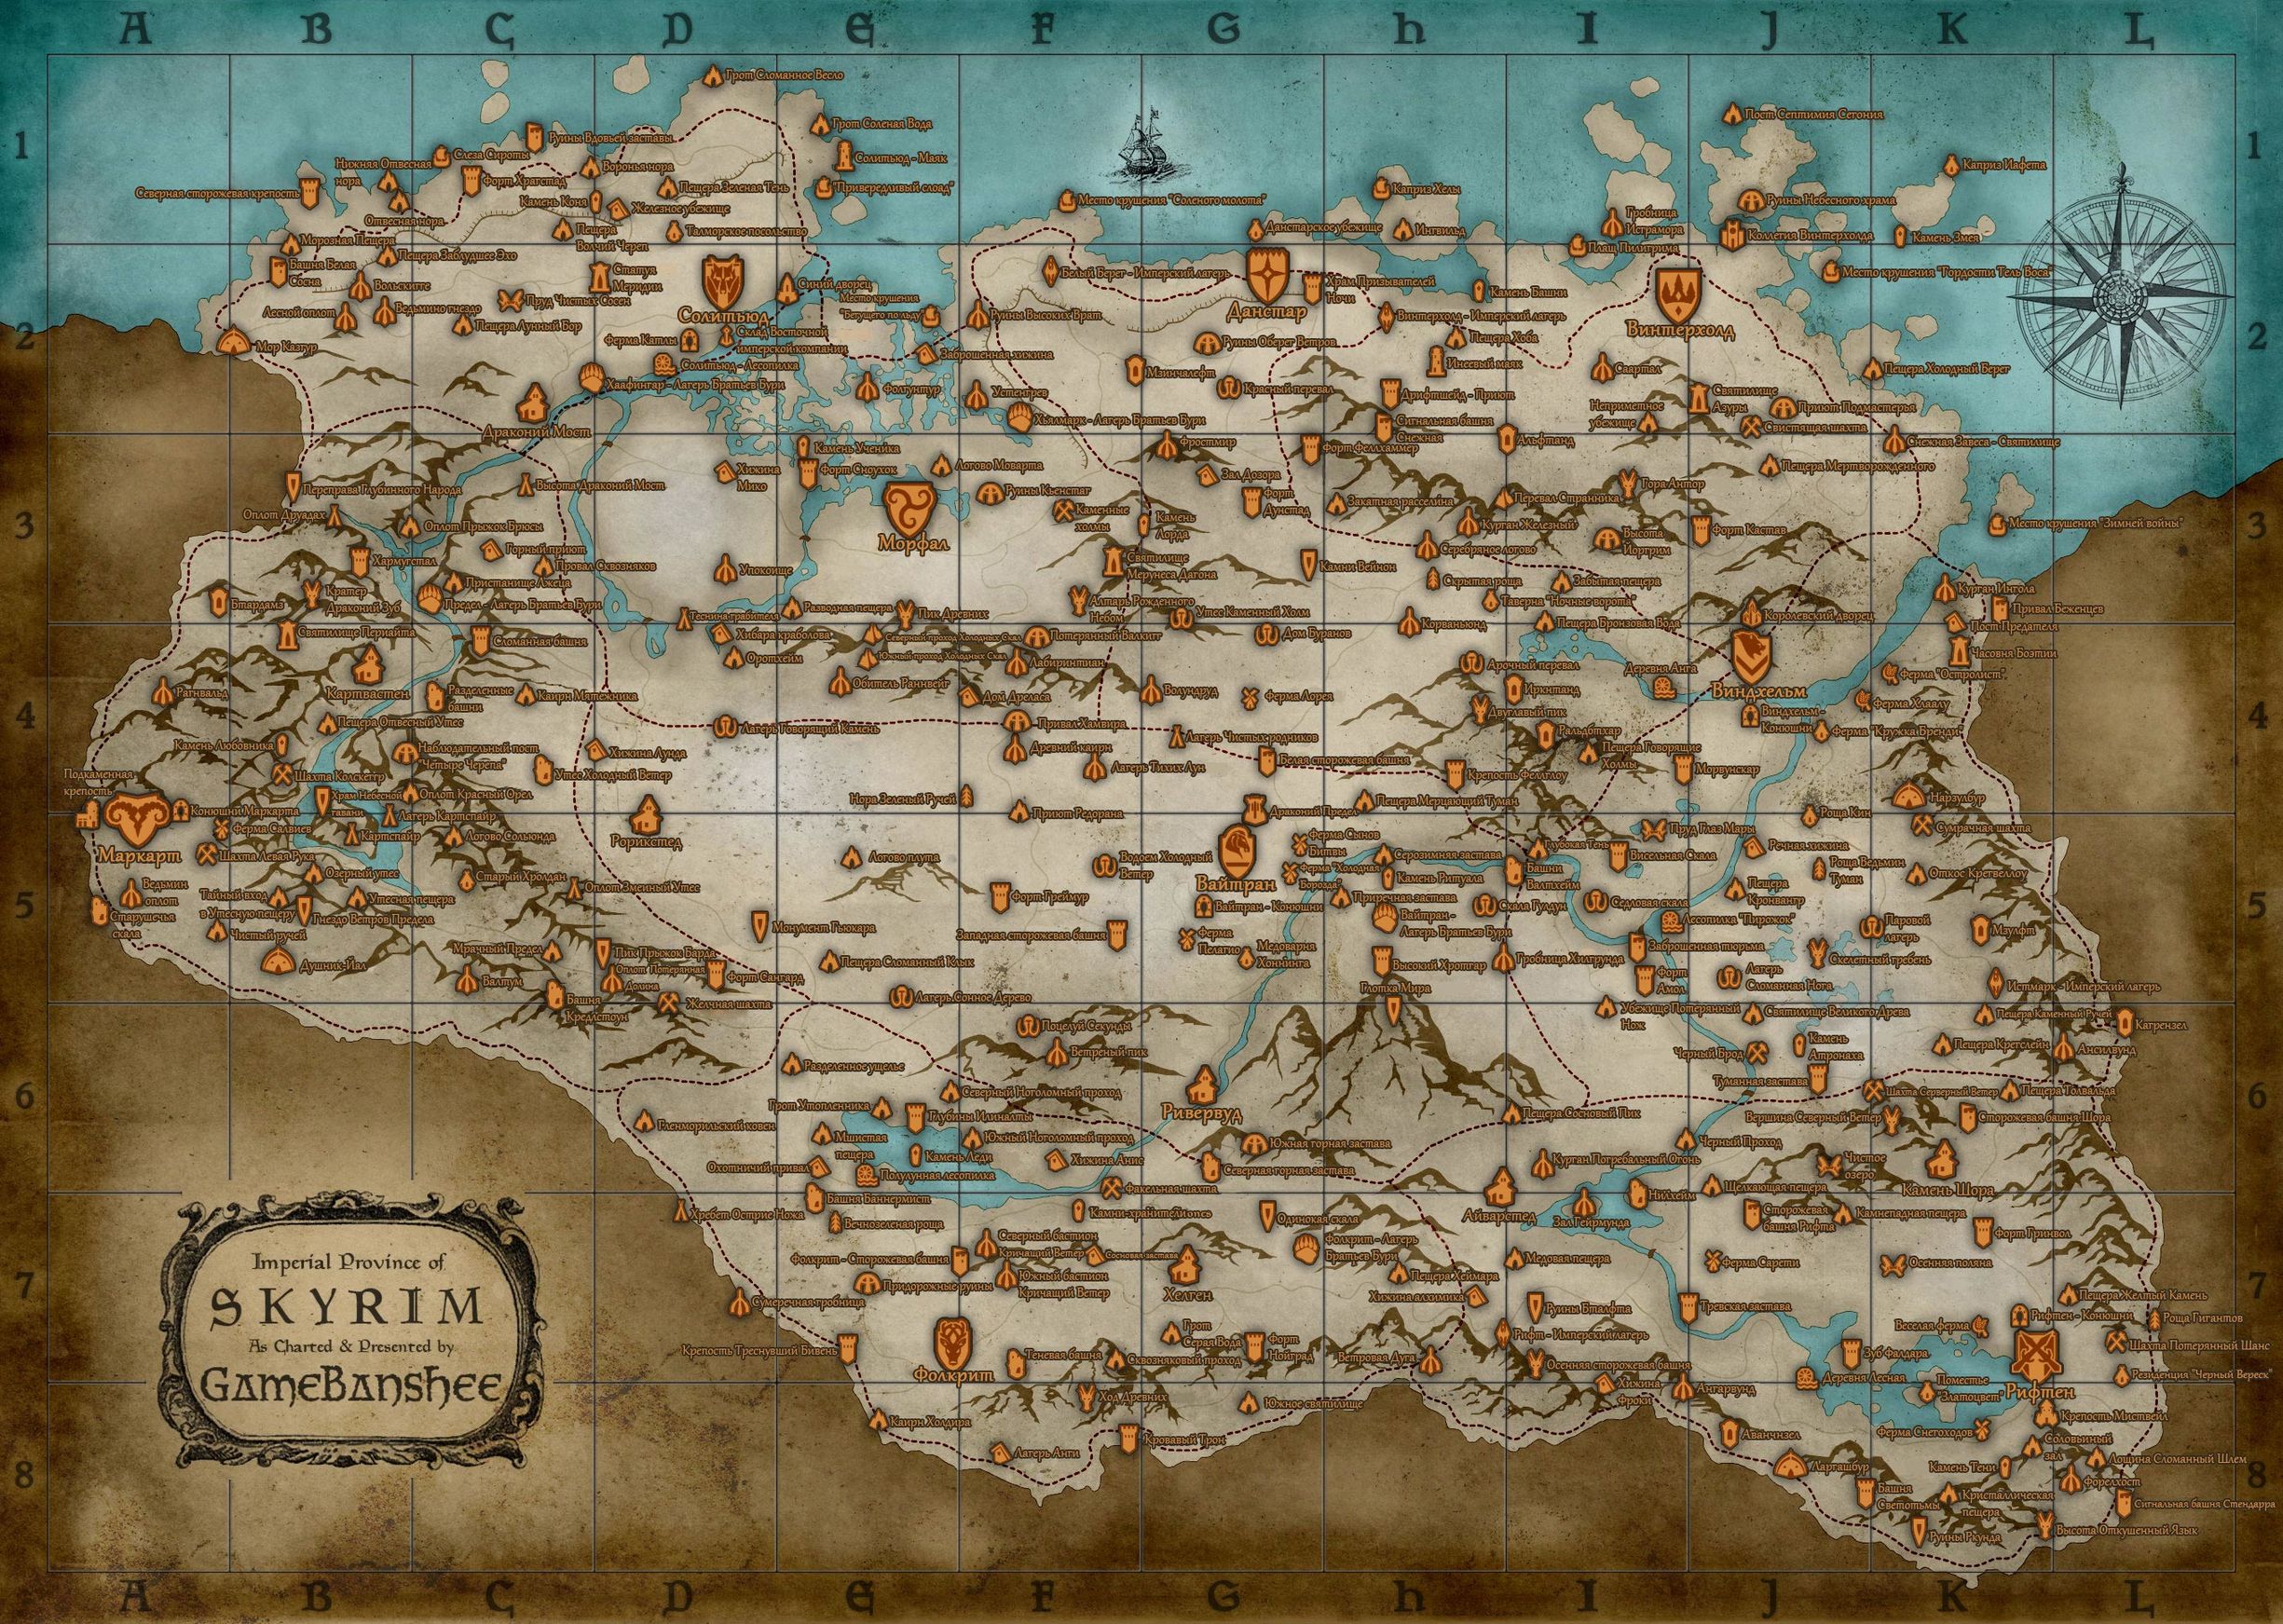 A B C D E F G h I J K L
1
Грот Сломанное Весло
Грот Соленая Вода
Руины Вдовьей заставы
Солитьюд - Маяк
Слеза Сироты
Нижняя Отвесная
нора
Воронья нора
Форт Храггстад
Пещера Зеленая Тень
"Привередливый слоад"
Северная сторожевая крепость
Камень Коня
Железное убежище
Отвесная нора
Пещера
Волчий Череп
Талморское посольство
Морозная Пещера
Место крушения "Соленого молота"
Данстарское убежище
Каприз Хелы
Ингвильд
Гробница
Исграмора
Плащ Пилигрима
Пост Септимия Сегония
Руины Небесного храма
Коллегия Винтерхолда
Каприз Иафета
Камень Змея
1
2
Пещера Заблудшее Эхо
Башня Белая
Сосна
Вольскигге
Лесной оплот
Ведьмино гнездо
Пруд Чистых Сосен
Пещера Лунный Бор
Мор Казгур
Статуя
Меридии
Солитьюд
Синий дворец
Ферма Катлы
Склад Восточной
имперской компании
Солитьюд - Лесопилка
Хаафингар - Лагерь Братьев Бури
Драконий Мост
Место крушения
"Бегущего по льду"
Заброшенная хижина
Фолгунтур
Руины Высоких Врат
Белый Берег - Имперский лагерь
Устенгрев
Хьялмарк - Лагерь Братьев Бури
Данстар
Храм Призывателей
Ночи
Руины Оберег Ветров
Мзинчалефт
Красный перевал
Камень Башни
Винтерхолд - Имперский лагерь
Пещера Хоба
Инеевый маяк
Дрифтшейд - Приют
Сигнальная башня
Снежная
Винтерхолд
Саартал
Неприметное
убежище
Святилище
Азуры
Приют Подмастерья
Свистящая шахта
Место крушения "Гордости Тель Воса"
Пещера Холодный Берег
2
3
Переправа Глубинного Народа
Оплот Друадах
Высота Драконий Мост
Оплот Прыжок Брюсы
Хармугстал
Горный приют
Провал Сквозняков
Пристанище Лжеца
Бтардамз
Кратер
Драконий Зуб
Предел - Лагерь Братьев Бури
Хижина
Мико
Камень Ученика
Форт Сноухок
Логово Моварта
Морфал
Упокоище
Теснина грабителя
Разводная пещера
Пик Древних
Руины Кьенстаг
Каменные
холмы
Камень
Лорда
Святилище
Мерунеса Дагона
Алтарь Рожденного
Небом
Фростмир
Зал Дозора
Форт
Дунстад
Камни Вейнон
Утес Каменный Холм
Форт Феллхаммер
Альфтанд
Закатная расселина
Перевал Странника
Курган Железный
Серебряное логово
Скрытая роща
Таверна "Ночные ворота"
Гора Антор
Высота
Йоргрим
Форт Кастав
Забытая пещера
Королевский дворец
Пещера Мертворожденного
Снежная Завеса - Святилище
Место крушения "Зимней войны"
Курган Ингола
Привал Беженцев
3
4
Святилище Периайта
Сломанная башня
Картвастен
Рагнвальд
Разделенные
башни
Каирн Мятежника
Пещера Отвесный Утес
Камень Любовника
Наблюдательный пост
"Четыре Черепа"
Шахта Колскеггр
Утес Холодный Ветер
Хижина Лунда
Подкаменная
крепость
Конюшни Маркарта
Храм Небесной
гавани
Оплот Красный Орел
Хибара краболова
Оротхейм
Северный проход Холодных Скал
Южный проход Холодных Скал
Обитель Раннвейг
Потерянный Валкигг
Лабиринтиан
Дом Дреласа
Лагерь Говорящий Камень
Привал Хамвира
Древний каирн
Лагерь Тихих Лун
Нора Зеленый Ручей
Приют Редорана
Дом Буранов
Волундруд
Ферма Лорея
Лагерь Чистых родников
Белая сторожевая башня
Драконий Предел
Корваньюнд
Пещера Бронзовая Вода
Арочный перевал
Иркнтанд
Двуглавый пик
Ральдбтхар
Крепость Феллглоу
Пещера Мерцающий Туман
Пещера Говорящие
Холмы
Деревня Анга
Виндхельм
Виндхельм -
Конюшни
Морвунскар
Пост Предателя
Часовня Боэтии
Ферма "Остролист"
Ферма Хлаалу
Ферма "Кружка Бренди"
Нарзулбур
Роща Кин
4
5
Маркарт
Ферма Салвиев
Лагерь Картспайр
Картспайр
Логово Сольюнда
Шахта Левая Рука
Озерный утес
Старый Хролдан
Ведьмин
оплот
Тайный вход
в Утесную пещеру
Утесная пещера
Гнездо Ветров Предела
Старушечья
скала
Чистый ручей
Душник-Йал
Мрачный Предел
Валтум
Башня
Кредлстоун
Рорикстед
Оплот Змеиный Утес
Монумент Гьюкара
Пик Прыжок Барда
Оплот Потерянная
Долина
Форт Сангард
Желчная шахта
Логово плута
Пещера Сломанный Клык
Лагерь Сонное Дерево
Водоем Холодный
Ветер
Форт Греймур
Западная сторожевая башня
Вайтран
Вайтран - Конюшни
Ферма
Пелагио
Медоварня
Хоннинга
Ферма Сынов
Битвы
Ферма "Холодная
Борозда"
Серозимняя застава
Камень Ритуала
Приречная застава
Вайтран -
Лагерь Братьев Бури
Высокий Хротгар
Глотка Мира
Глубокая Тень
Башни
Валтхейм
Скала Гулдун
Седловая скала
Висельная Скала
Пруд Глаз Мары
Речная хижина
Гробница Хилгрунда
Заброшенная тюрьма
Лесопилка "Пирожок"
Пещера
Кронвангр
Роща Ведьмин
Туман
Форт
Амол
Лагерь
Сломанная Нога
Скелетный гребень
Сумрачная шахта
Откос Кретвеллоу
Паровой
лагерь
Мзулфт
Истмарк - Имперский лагерь
5
6
Гленморильский ковен
Разделенное ущелье
Грот Утопленника
Северный Ноголомный проход
Глубины Илиналты
Мшистая
пещера
Южный Ноголомный проход
Камень Леди
Охотничий привал
Полулунная лесопилка
Поцелуй Секунды
Ветреный пик
Хижина Анис
Факельная шахта
Ривервуд
Южная горная застава
Северная горная застава
Пещера Сосновый Пик
Курган Погребальный Огонь
Убежище Потерянный
Нож
Святилище Великого Древа
Черный Брод
Камень
Атронаха
Туманная застава
Черный Проход
Чистое
озеро
Щелкающая пещера
Пещера Каменный Ручей
Кагрензел
Пещера Крегслейн
Ансилвунд
Шахта Серверный Ветер
Пещера Толвальда
Вершина Северный Ветер
Сторожевая башня Шора
Камень Шора
6
7
Хребет Острие Ножа
Башня Баннермист
Вечнозеленая роща
Фолкрит - Сторожевая башня
Северный бастион
Кричащий Ветер
Придорожные руины
Южный бастион
Кричащий Ветер
Сосновая застава
Сумеречная гробница
Крепость Треснувший Бивень
Фолкрит
Камни-хранители
Теневая башня
Сквозняковый проход
Одинокая скала
Хелген
Фолкрит - Лагерь
Братьев Бури
Грот
Серая Вода
Форт
Нойград
Ветровая Дуга
Пещера Хеймара
Хижина алхимика
Айварстед
Зал Гейрмунда
Нилхейм
Медовая пещера
Руины Бталфта
Рифт - Имперский лагерь
Осенняя сторожевая башня
Тревская застава
Сторожевая
башня Рифта
Камнепадная пещера
Ферма Сарети
Форт Гринвол
Осенняя поляна
Пещера Желтый Камень
Рифтен - Конюшни
Роща Гигантов
Веселая ферма
Зуб Фалдара
Шахта Потерянный Шанс
Резиденция "Черный Вереск"
Рифтен
7
8
Каирн Холдира
Ход Древних
Лагерь Анги
Кровавый Трон
Южное святилище
Хижина
Фроки
Ангарвунд
Деревня Лесная
Поместье
"Златоцвет"
Аванчнзел
Ларгашбур
Ферма Снегоходов
Крепость Миствейл
Соловьиный
зал
Лощина Сломанный Шлем
Камень Тени
Форелхост
Башня
Светотьмы
Кристаллическая
пещера
Сигнальная башня Стендарра
Руины Ркунда
Высота Откушенный Язык
8
Imperial Province of
SKYRIM
As Charted & Presented by
GameBanshee
A B C D E F G h I J K L